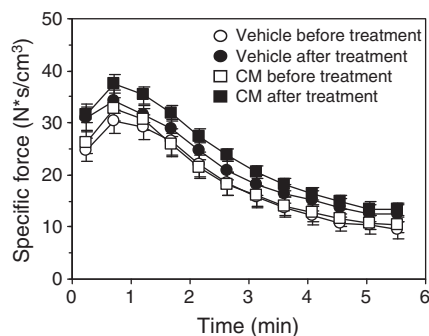 Specific force (N*s/cm³)
50
40
30
20
10
0
Vehicle before treatment
Vehicle after treatment
CM before treatment
CM after treatment
0 1 2 3 4 5 6
Time (min)